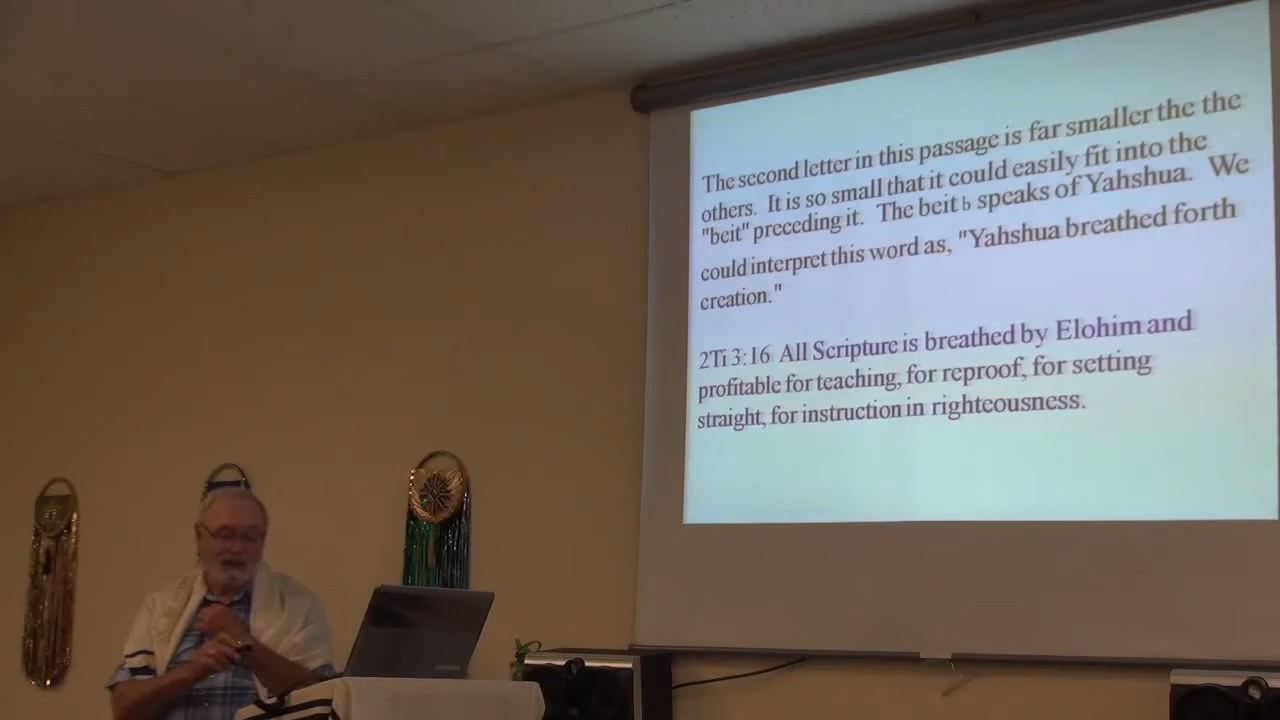 The second letter in this passage is far smaller the the
others. It is so small that it could easily fit into the
"beit" preceding it. The beit b speaks of Yahshua. We
could interpret this word as, "Yahshua breathed forth
creation."
2Ti 3:16 All Scripture is breathed by Elohim and
profitable for teaching, for reproof, for setting
straight, for instruction in righteousness.